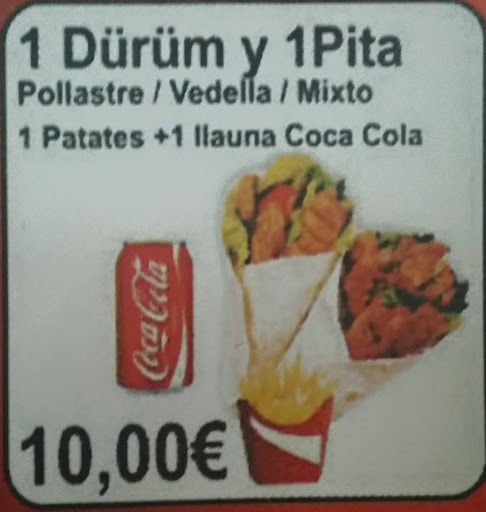 1 Dürüm y 1Pita
Pollastre / Vedella / Mixto
1 Patates +1 llauna Coca Cola
Coca-Cola
10,00€